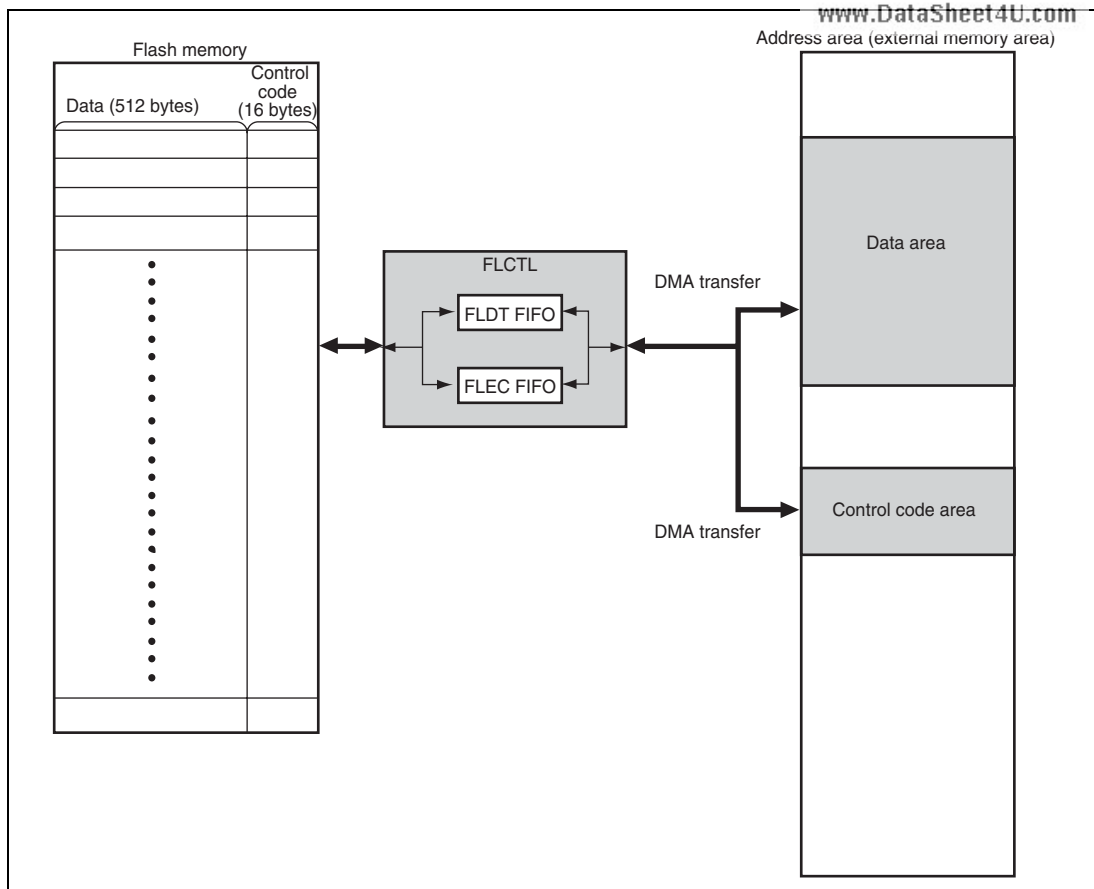 www.DataSheet4U.com
Address area (external memory area)
Flash memory
Control
code
(16 bytes)
Data (512 bytes)
Data area
FLCTL
DMA transfer
FLDT FIFO
FLEC FIFO
Control code area
DMA transfer